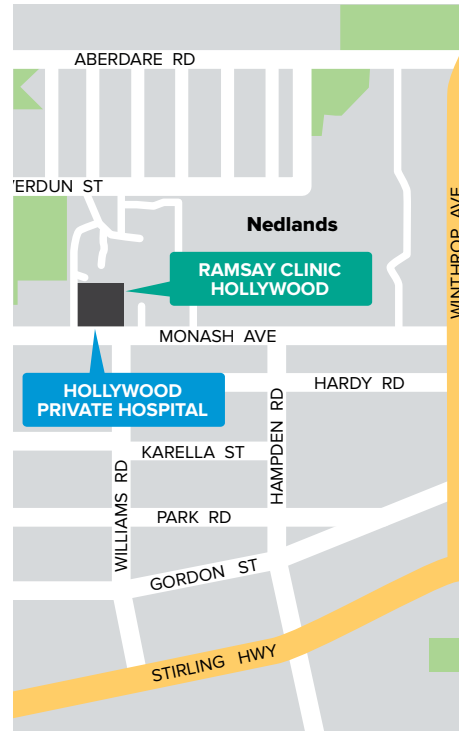 ABERDARE RD
VERDUN ST
WINTHROP AVE
Nedlands
RAMSAY CLINIC
HOLLYWOOD
MONASH AVE
HOLLYWOOD
PRIVATE HOSPITAL
HARDY RD
HAMPDEN RD
KARELLA ST
WILLIAMS RD
PARK RD
GORDON ST
STIRLING HWY